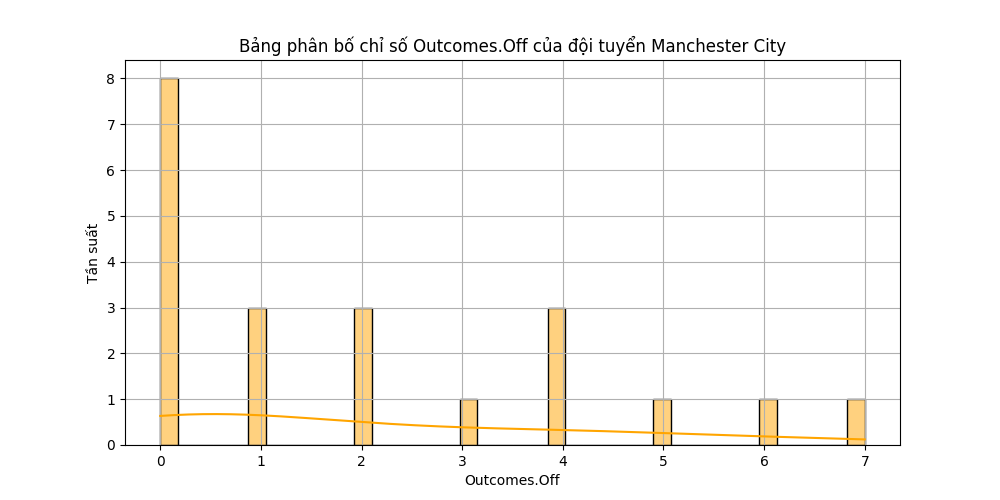 Bảng phân bố chỉ số Outcomes.Off của đội tuyển Manchester City
Tần suất
8
7
6
5
4
3
2
1
0
0 1 2 3 4 5 6 7
Outcomes.Off